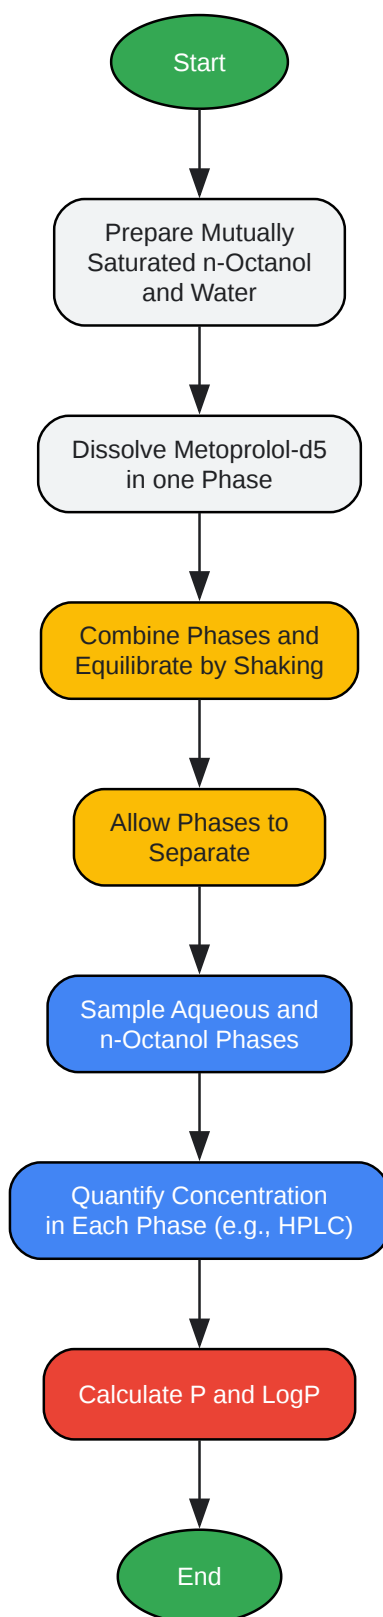 Start
Prepare Mutually
Saturated n-Octanol
and Water
Dissolve Metoprolol-d5
in one Phase
Combine Phases and
Equilibrate by Shaking
Allow Phases to
Separate
Sample Aqueous and
n-Octanol Phases
Quantify Concentration
in Each Phase (e.g., HPLC)
Calculate P and LogP
End